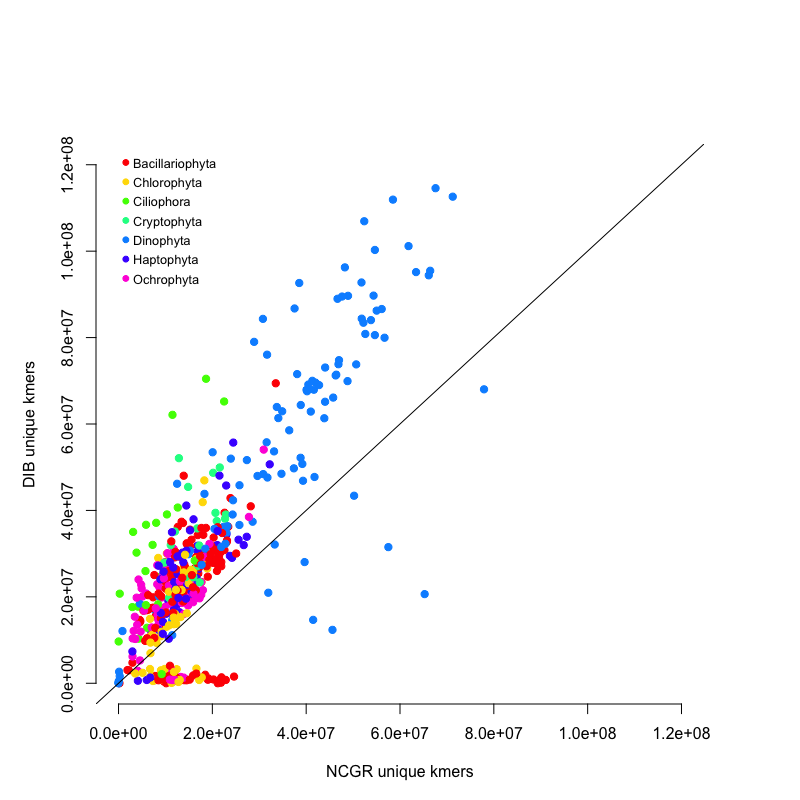 1.2e+08
1.0e+08
8.0e+07
6.0e+07
4.0e+07
2.0e+07
0.0e+00
DIB unique kmers
Bacillariophyta
Chlorophyta
Ciliophora
Cryptophyta
Dinophyta
Haptophyta
Ochrophyta
0.0e+00 2.0e+07 4.0e+07 6.0e+07 8.0e+07 1.0e+08 1.2e+08
NCGR unique kmers